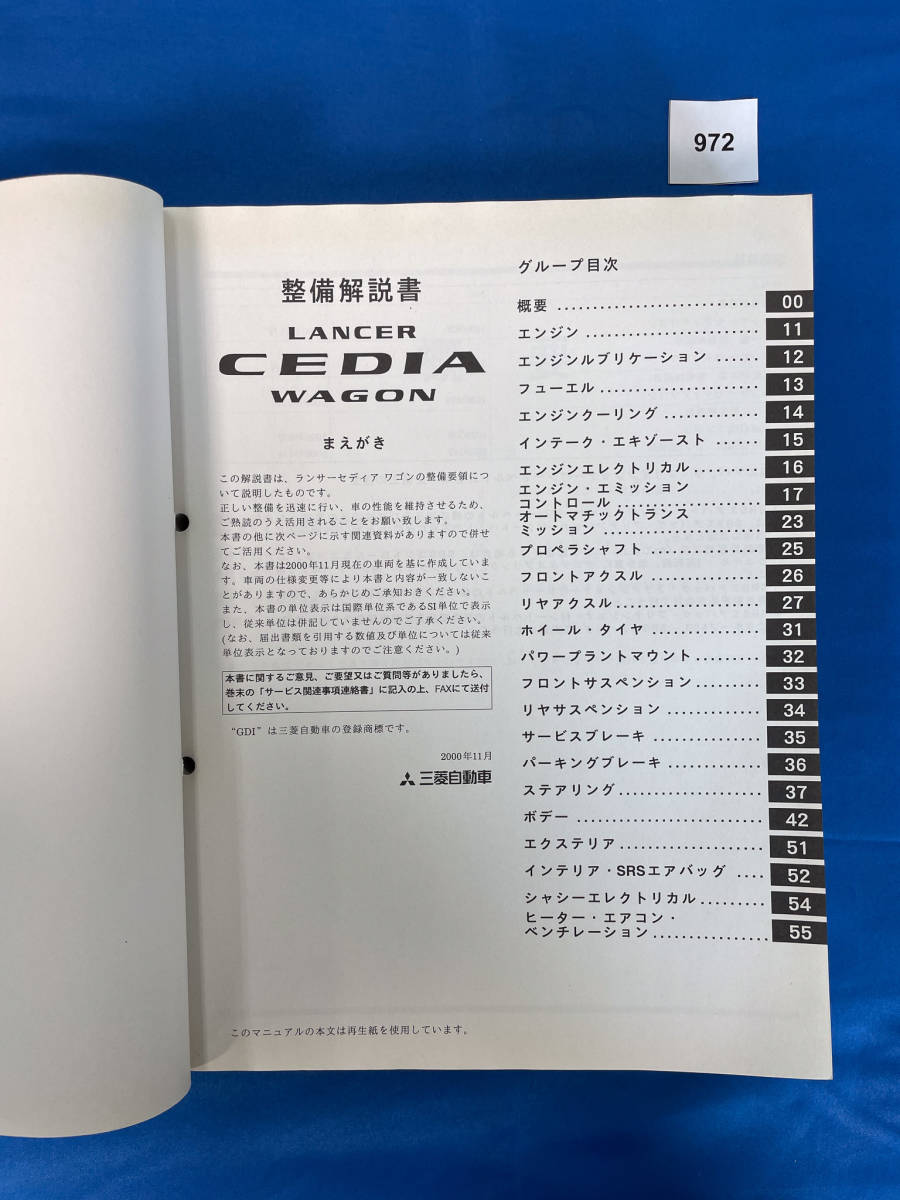 972
整備解説書
LANCER
CEDIA
WAGON
まえがき
この解説書は、ランサーセディア ワゴンの整備要領につ
いて説明したものです。
正しい整備を迅速に行い、車の性能を維持させるため、
ご熟読のうえ活用されることをお願い致します。
本書の他に次ページに示す関連資料がありますので併せ
てご活用ください。
なお、本書は2000年11月現在の車両を基に作成していま
す。車両の仕様変更等により本書と内容が一致しないこ
とがありますので、あらかじめご承知おきください。
また、本書の単位表示は国際単位系であるSI単位で表示
し、従来単位は併記していませんのでご了承ください。
(なお、届出書類を引用する数値及び単位については従来
単位表示となっておりますのでご注意ください。)
本書に関するご意見、ご要望又はご質問等がありましたら、
巻末の「サービス関連事項連絡書」に記入の上、FAXにて送付
してください。
“GDI”は三菱自動車の登録商標です。
2000年11月
三菱自動車
このマニュアルの本文は再生紙を使用しています。
グループ目次
概要 ........................... 00
エンジン ....................... 11
エンジンルブリケーション ...... 12
フューエル ..................... 13
エンジンクーリング ............. 14
インテーク・エキゾースト ...... 15
エンジンエレクトリカル ......... 16
エンジン・エミッション
コントロール ................... 17
オートマチックトランス
ミッション ..................... 23
プロペラシャフト ............... 25
フロントアクスル ............... 26
リヤアクスル ................... 27
ホイール・タイヤ ............... 31
パワープラントマウント ......... 32
フロントサスペンション ......... 33
リヤサスペンション ............. 34
サービスブレーキ ............... 35
パーキングブレーキ ............. 36
ステアリング ................... 37
ボデー ......................... 42
エクステリア ................... 51
インテリア・SRSエアバッグ .... 52
シャシーエレクトリカル ......... 54
ヒーター・エアコン・
ベンチレーション ............... 55